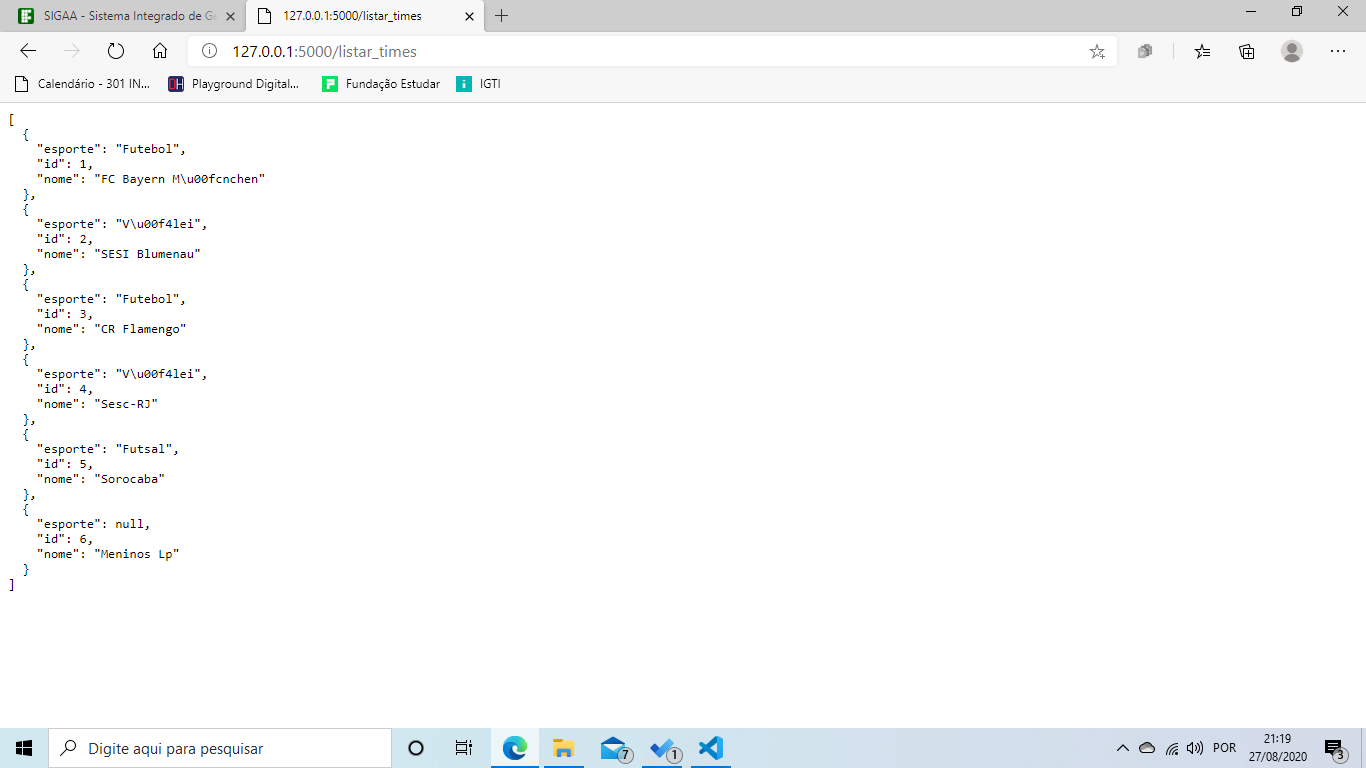 SIGAA - Sistema Integrado de Ge
127.0.0.1:5000/listar_times
127.0.0.1:5000/listar_times
Calendário - 301 IN...
Playground Digital...
Fundação Estudar
IGTI
[
  {
    "esporte": "Futebol",
    "id": 1,
    "nome": "FC Bayern M\u00fcnchen"
  },
  {
    "esporte": "V\u00f4lei",
    "id": 2,
    "nome": "SESI Blumenau"
  },
  {
    "esporte": "Futebol",
    "id": 3,
    "nome": "CR Flamengo"
  },
  {
    "esporte": "V\u00f4lei",
    "id": 4,
    "nome": "Sesc-RJ"
  },
  {
    "esporte": "Futsal",
    "id": 5,
    "nome": "Sorocaba"
  },
  {
    "esporte": null,
    "id": 6,
    "nome": "Meninos Lp"
  }
]
Digite aqui para pesquisar
7
1
POR
21:19
27/08/2020
3